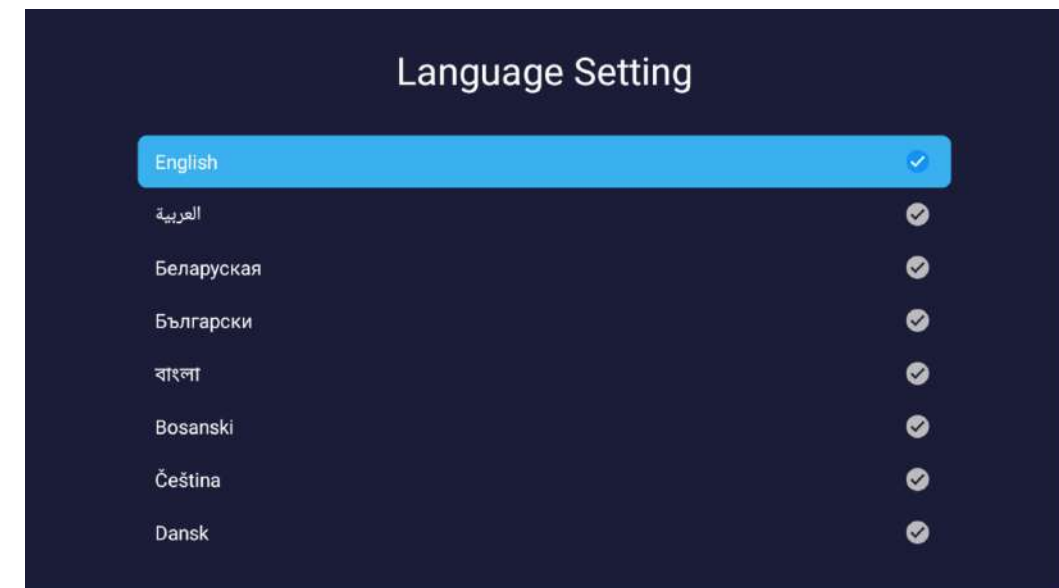 Language Setting
English
العربية
Беларуская
Български
বাংলা
Bosanski
Čeština
Dansk